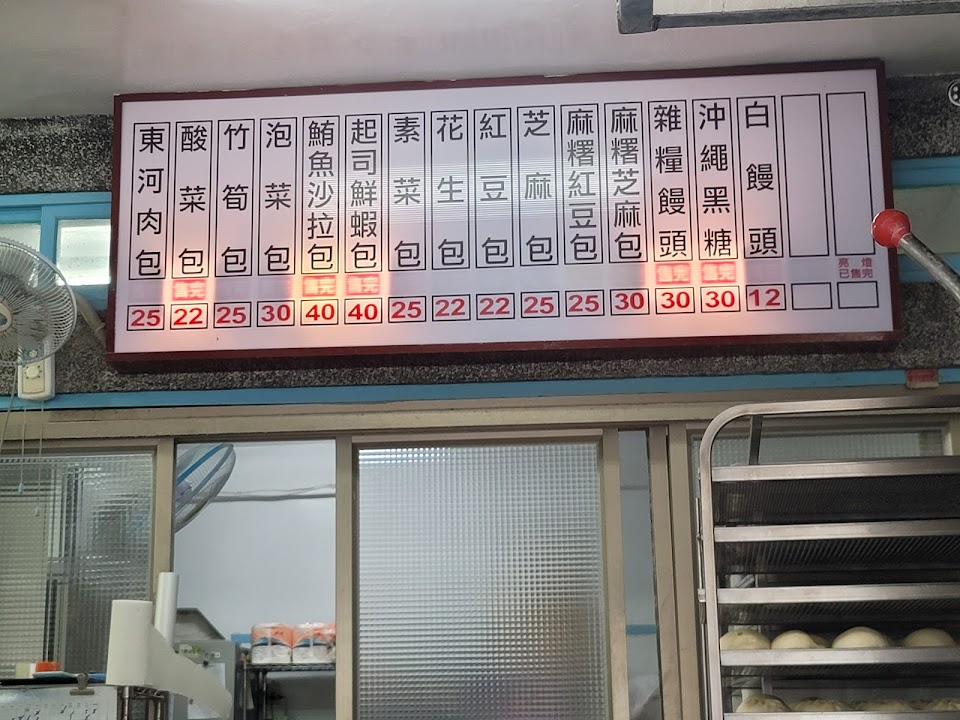 東河肉包
25
酸菜包
售完
22
竹筍包
25
泡菜包
30
鮪魚沙拉包
售完
40
起司鮮蝦包
售完
40
素菜包
25
花生包
22
紅豆包
22
芝麻包
25
麻糬紅豆包
25
麻糬芝麻包
30
雜糧饅頭
售完
30
沖繩黑糖
售完
30
白饅頭
12
亮燈
已售完